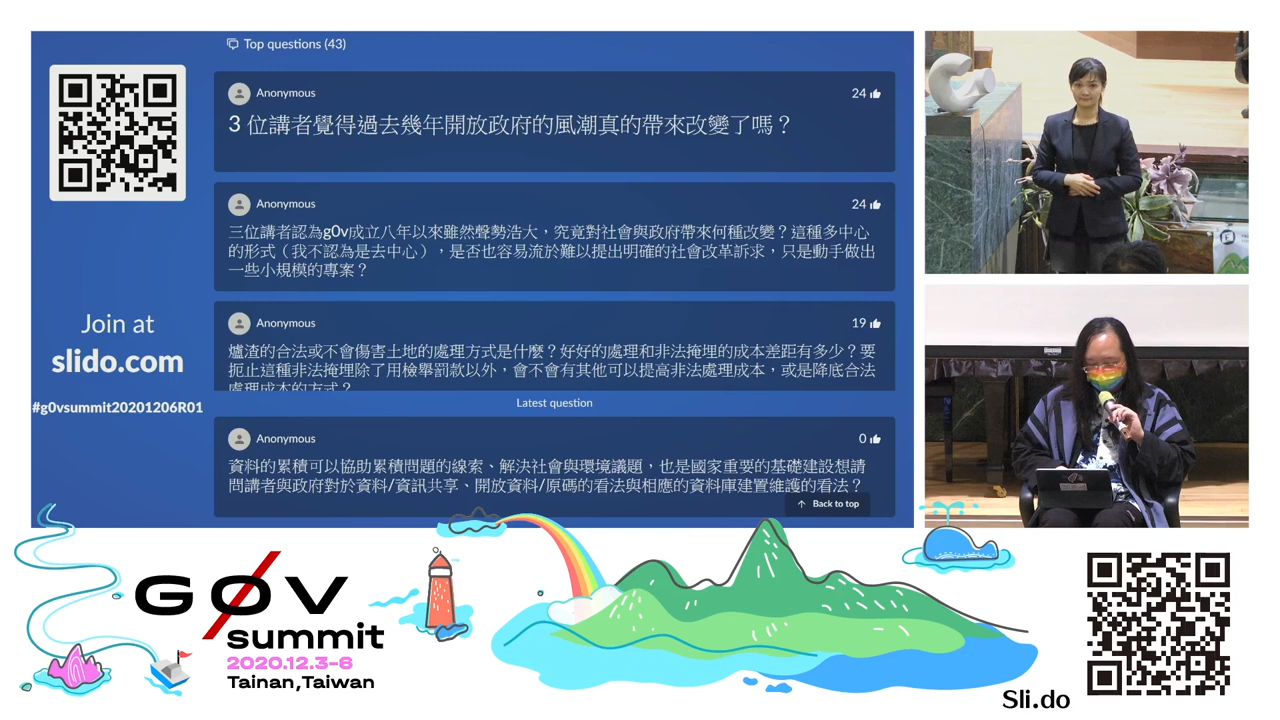 Top questions (43)
Anonymous
24
3 位講者覺得過去幾年開放政府的風潮真的帶來改變了嗎？
Anonymous
24
三位講者認為g0v成立八年以來雖然聲勢浩大，究竟對社會與政府帶來何種改變？這種多中心
的形式（我不認為是去中心），是否也容易流於難以提出明確的社會改革訴求，只是動手做出
一些小規模的專案？
Anonymous
19
爐渣的合法或不會傷害土地的處理方式是什麼？好好的處理和非法掩埋的成本差距有多少？要
扼止這種非法掩埋除了用檢舉罰款以外，會不會有其他可以提高非法處理成本，或是降底合法
處理成本的方式？
Latest question
Anonymous
0
資料的累積可以協助累積問題的線索、解決社會與環境議題，也是國家重要的基礎建設想請
問講者與政府對於資料/資訊共享、開放資料/原碼的看法與相應的資料庫建置維護的看法？
Back to top
Join at
slido.com
#g0vsummit20201206R01
GØV
summit
2020.12.3-6
Tainan,Taiwan
Sli.do